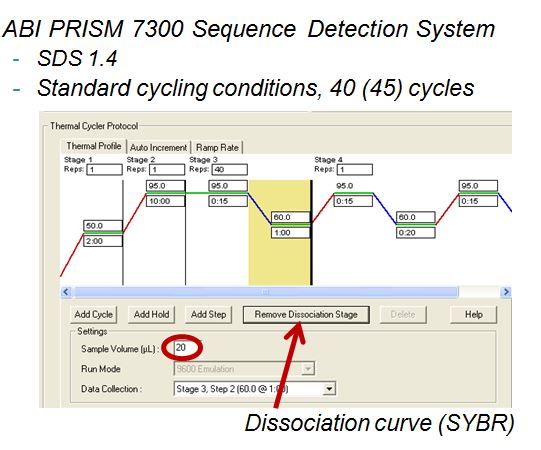 ABI PRISM 7300 Sequence Detection System
- SDS 1.4
- Standard cycling conditions, 40 (45) cycles
Thermal Cycler Protocol
Thermal Profile Auto Increment Ramp Rate
Stage 1 Stage 2 Stage 3 Stage 4
Reps: 1 Reps: 1 Reps: 40 Reps: 1
95.0 95.0 95.0 95.0
10:00 0:15 0:15 0:15
50.0 60.0 60.0
2:00 1:00 0:20
Add Cycle Add Hold Add Step Remove Dissociation Stage Delete Help
Settings
Sample Volume (µL) : 20
Run Mode 9600 Emulation
Data Collection : Stage 3, Step 2 (60.0 @ 1:00)
Dissociation curve (SYBR)